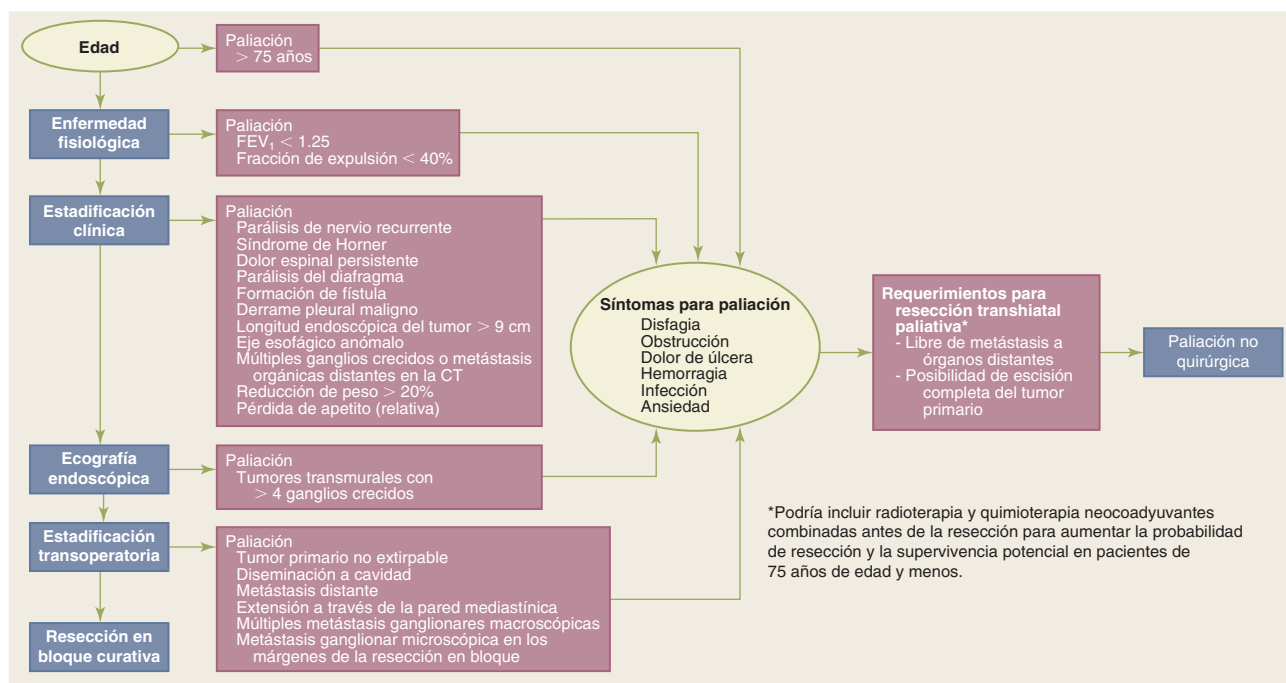 Edad
Paliación
> 75 años
Enfermedad
fisiológica
Paliación
FEV₁ < 1.25
Fracción de expulsión < 40%
Estadificación
clínica
Paliación
Parálisis de nervio recurrente
Síndrome de Horner
Dolor espinal persistente
Parálisis del diafragma
Formación de fístula
Derrame pleural maligno
Longitud endoscópica del tumor > 9 cm
Eje esofágico anómalo
Múltiples ganglios crecidos o metástasis
orgánicas distantes en la CT
Reducción de peso > 20%
Pérdida de apetito (relativa)
Ecografía
endoscópica
Paliación
Tumores transmurales con
> 4 ganglios crecidos
Estadificación
transoperatoria
Paliación
Tumor primario no extirpable
Diseminación a cavidad
Metástasis distante
Extensión a través de la pared mediastínica
Múltiples metástasis ganglionares macroscópicas
Metástasis ganglionar microscópica en los
márgenes de la resección en bloque
Resección en
bloque curativa
Síntomas para paliación
Disfagia
Obstrucción
Dolor de úlcera
Hemorragia
Infección
Ansiedad
Requerimientos para
resección transhiatal
paliativa*
- Libre de metástasis a
órganos distantes
- Posibilidad de escisión
completa del tumor
primario
Paliación no
quirúrgica
*Podría incluir radioterapia y quimioterapia neocoadyuvantes
combinadas antes de la resección para aumentar la probabilidad
de resección y la supervivencia potencial en pacientes de
75 años de edad y menos.